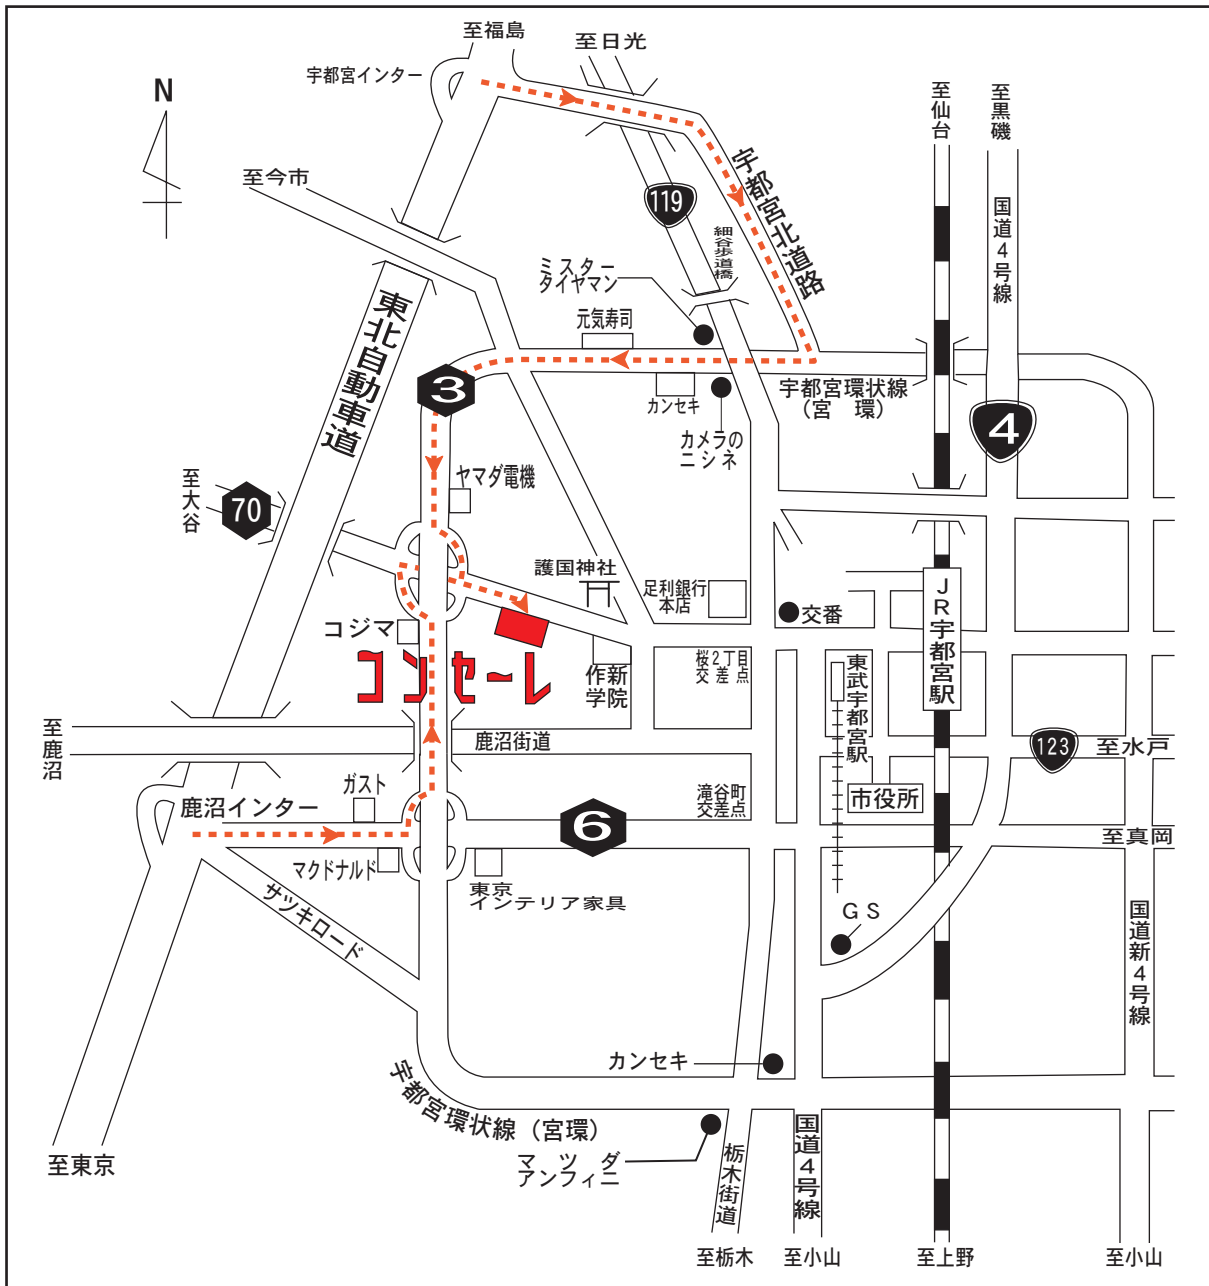 至福島
至日光
宇都宮インター
N
至仙台
至黒磯
至今市
宇都宮北道路
119
国道4号線
細谷歩道橋
ミスター
タイヤマン
東北自動車道
元気寿司
3
カンセキ
宇都宮環状線
(宮 環)
4
カメラの
ニシネ
ヤマダ電機
至大谷
70
護国神社
足利銀行
本店
JR宇都宮駅
交番
コジマ
コンセーレ
作新
学院
桜2丁目
交差点
東武宇都宮駅
至鹿沼
鹿沼街道
123
至水戸
ガスト
滝谷町
交差点
市役所
鹿沼インター
6
至真岡
マクドナルド
東京
インテリア家具
サツキロード
GS
国道新4号線
カンセキ
宇都宮環状線(宮環)
マツダ
アンフィニ
栃木街道
国道4号線
至東京
至栃木
至小山
至上野
至小山